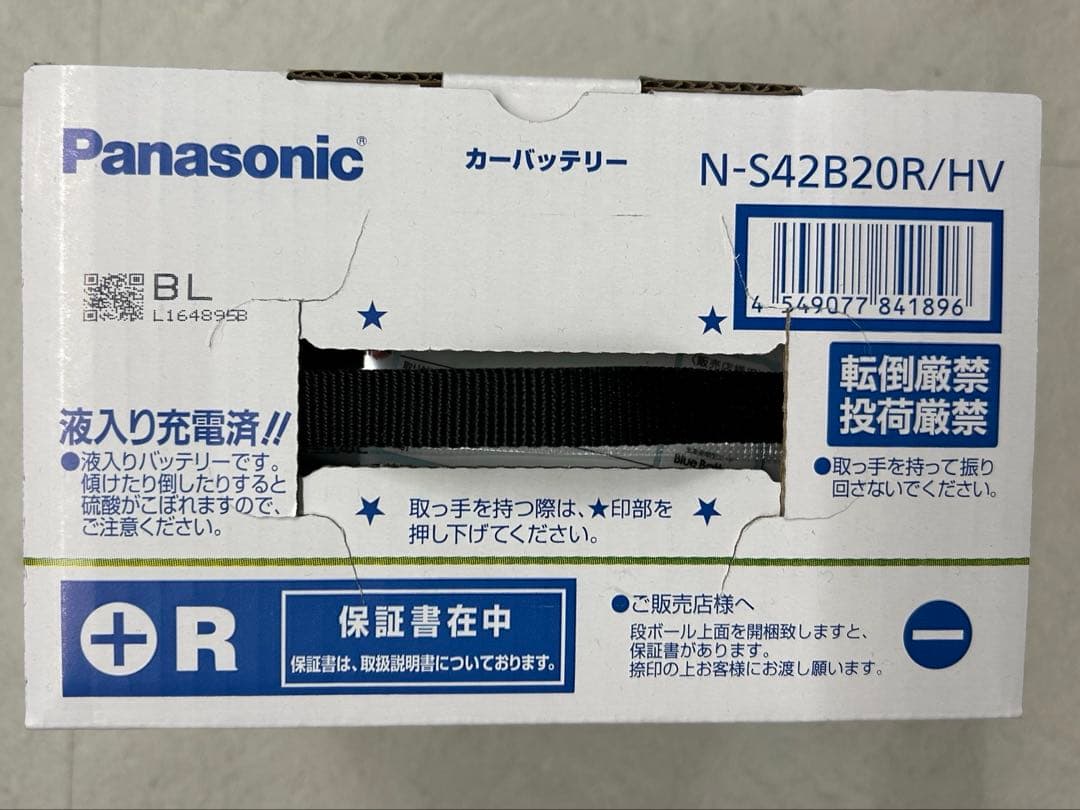 Panasonic®
カーバッテリー
N-S42B20R/HV
4 549077 841896
BL
L164895B
★ ★
転倒厳禁
投荷厳禁
液入り充電済!!
●液入りバッテリーです。
傾けたり倒したりすると
硫酸がこぼれますので、
ご注意ください。
Blue Batt
●取っ手を持って振り
回さないでください。
★ 取っ手を持つ際は、★印部を ★
押し下げてください。
⊕ R
保証書在中
保証書は、取扱説明書についております。
●ご販売店様へ
段ボール上面を開梱致しますと、
保証書があります。
捺印の上お客様にお渡し願います。
⊖